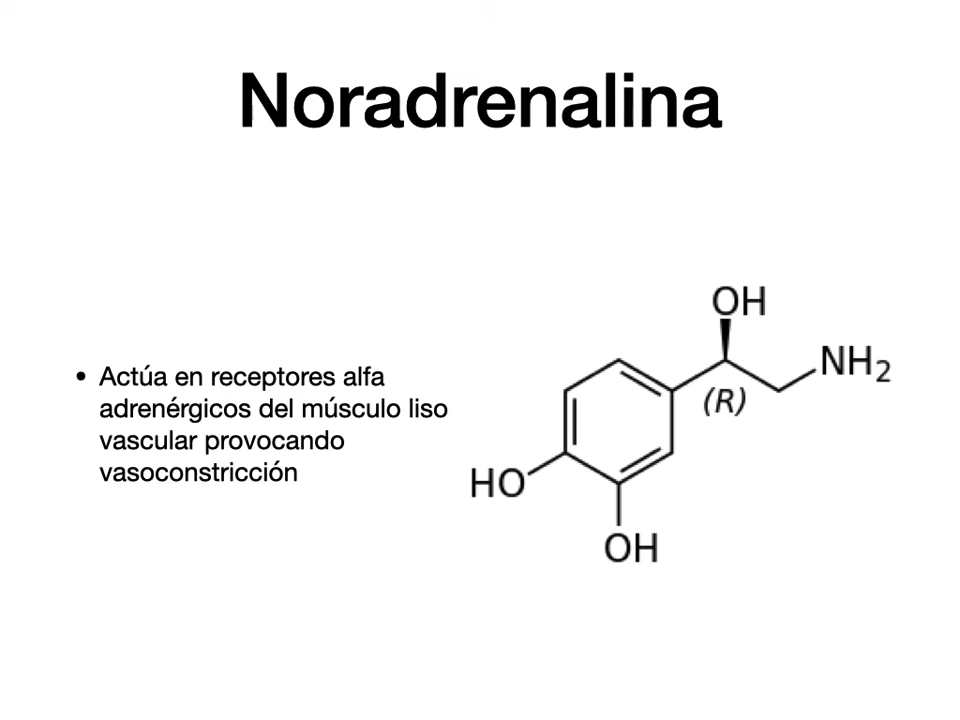 Noradrenalina
• Actúa en receptores alfa
adrenérgicos del músculo liso
vascular provocando
vasoconstricción
OH
NH₂
(R)
HO
OH